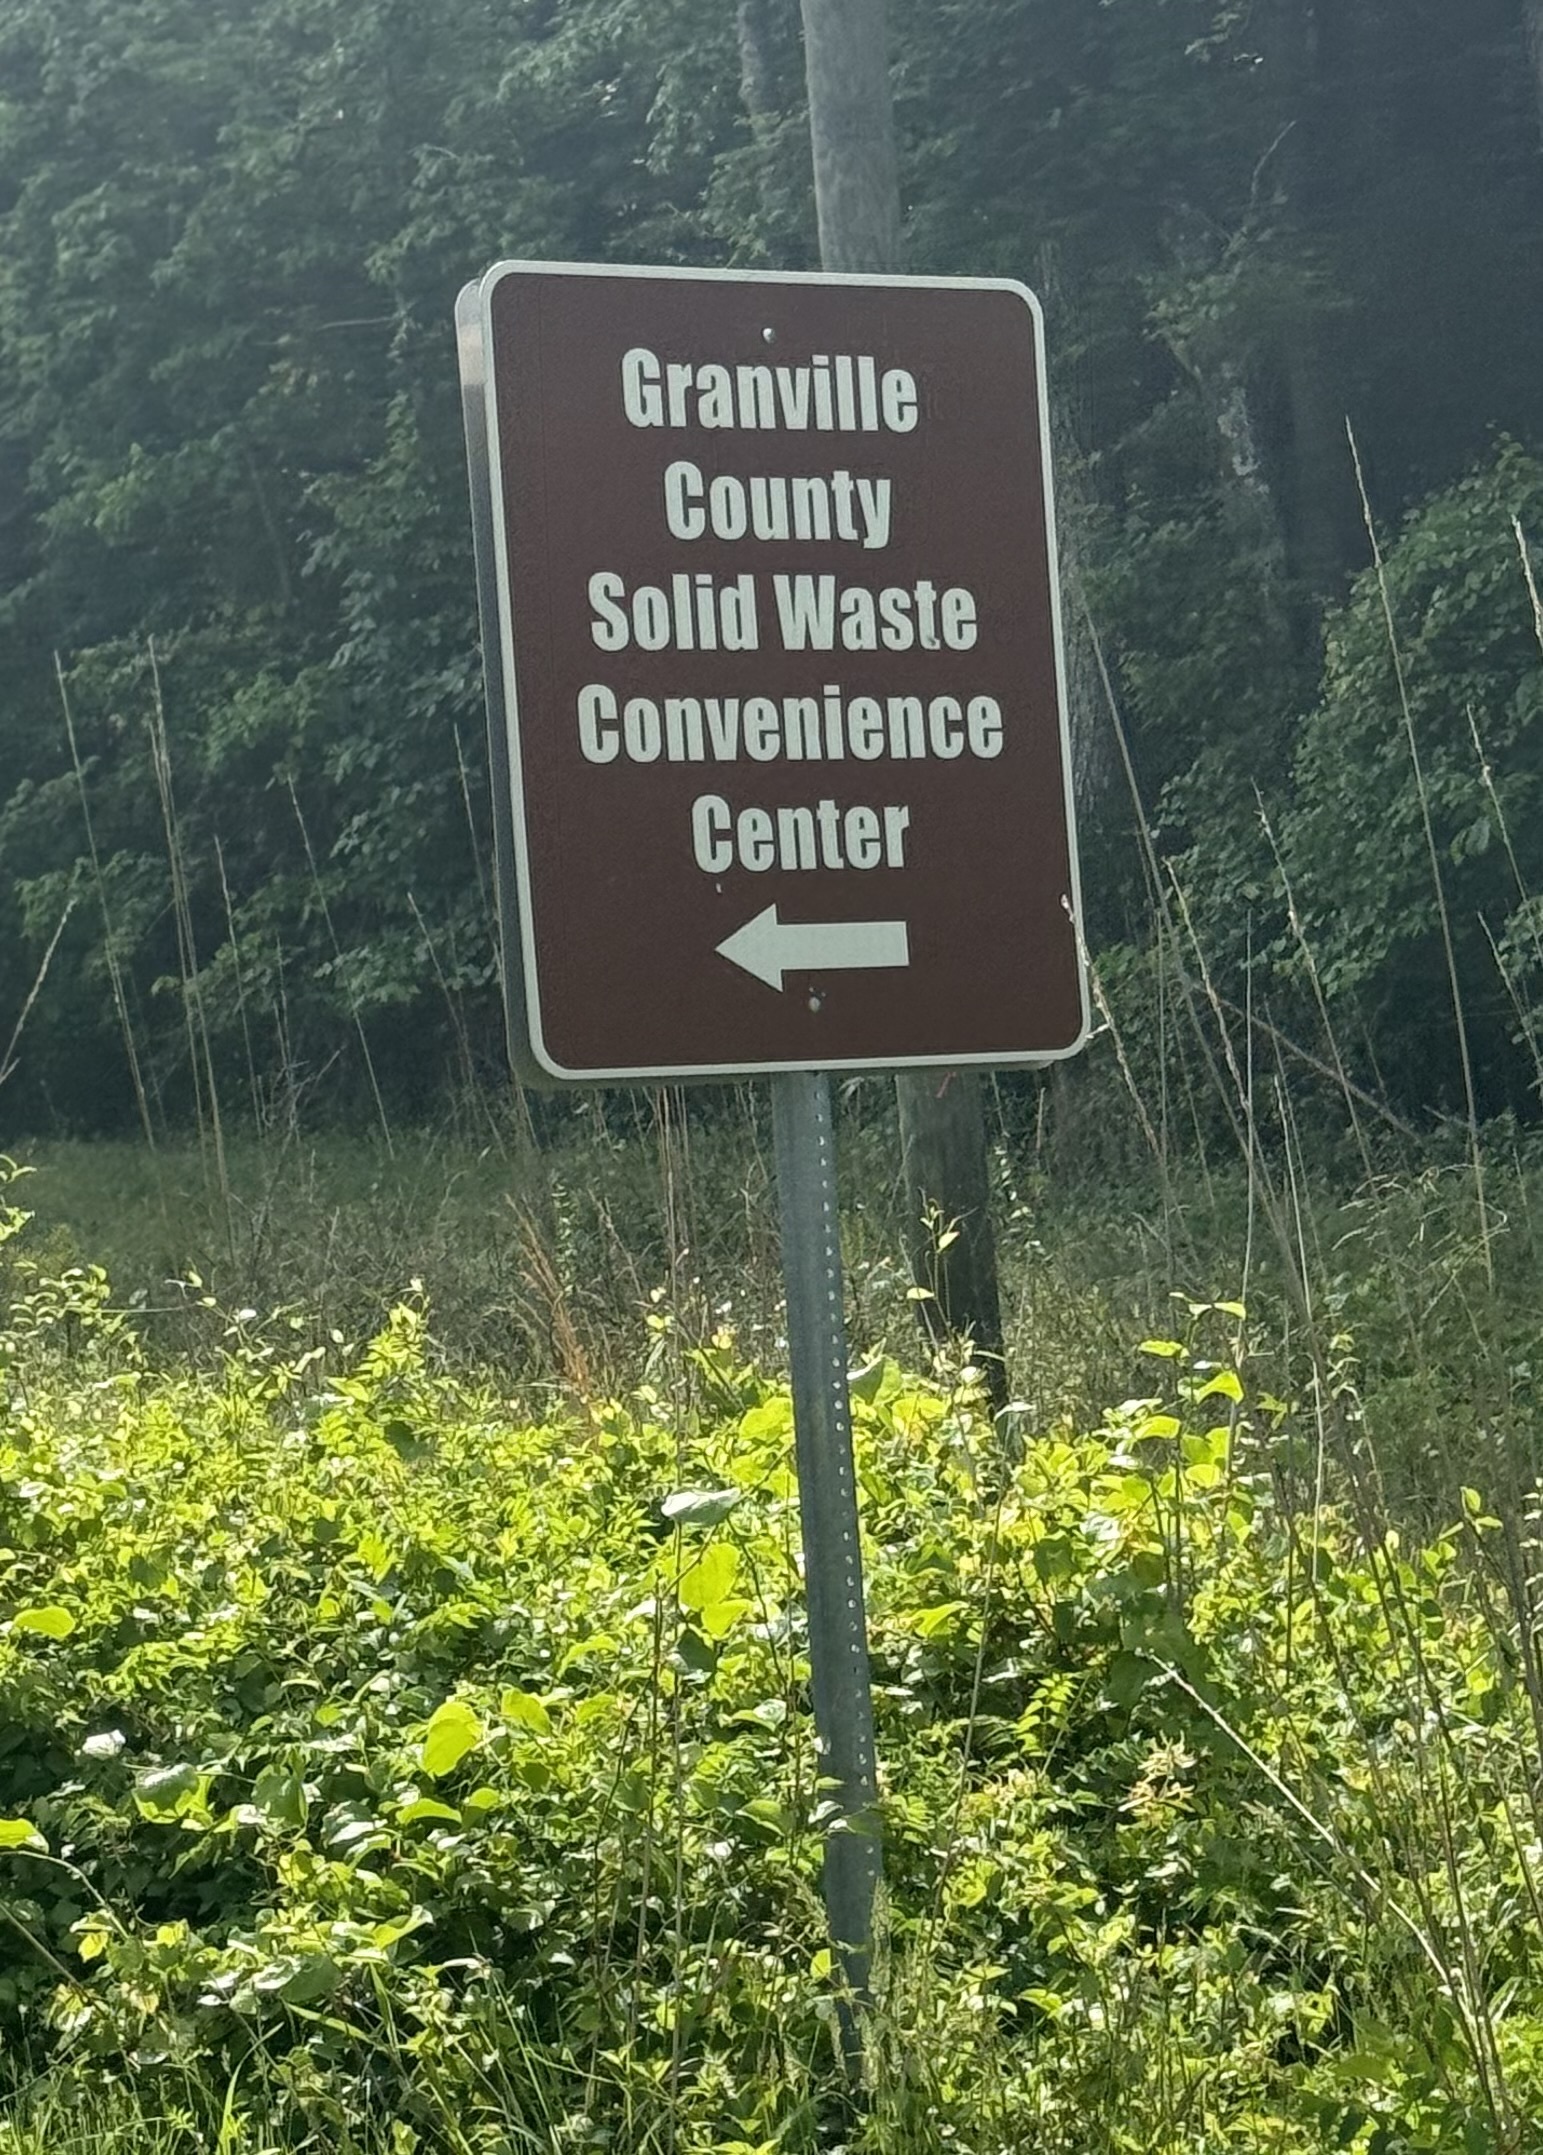 Granville
County
Solid Waste
Convenience
Center